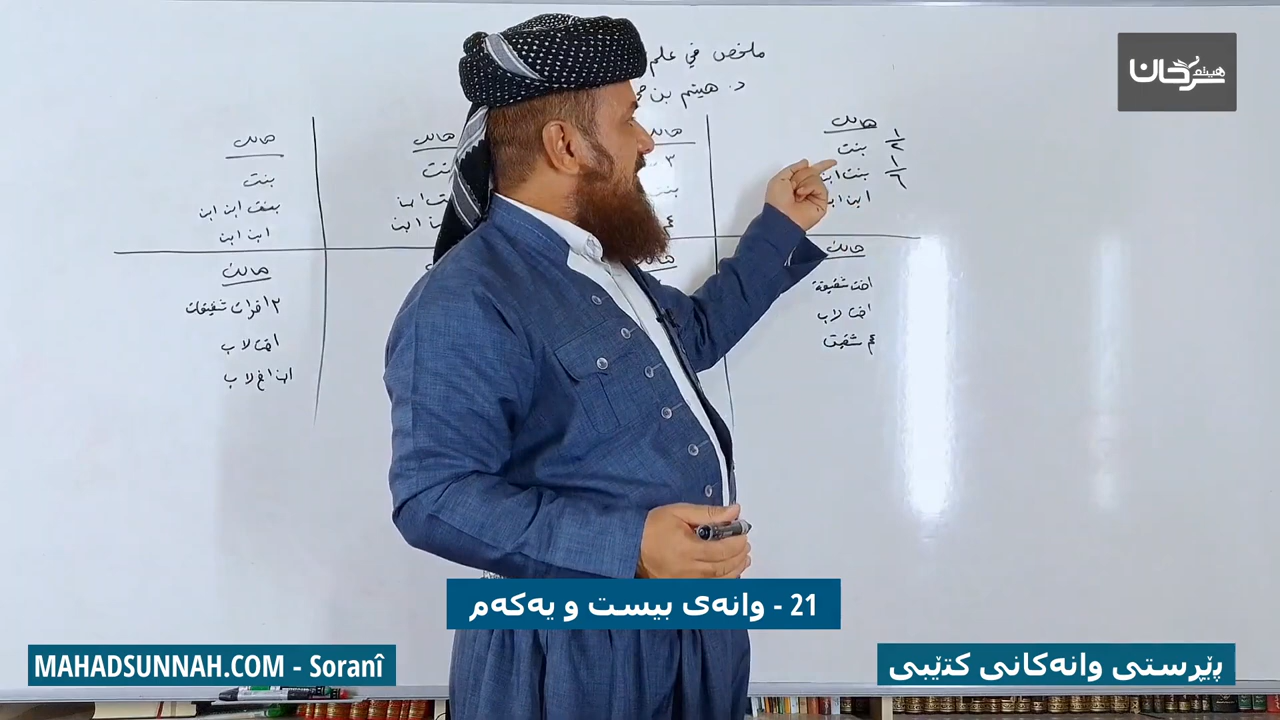 ملخص في علم
د. هيثم بن
هيثم
سرحان
هالك
بنت
١/٢
بنت ابن
١/٦
ابن ابن
هالك
هالك
بنت
هالك
بنت
بنت ابن ابن
ابن ابن
هالك
اخت شقيقة
اخت لاب
عم شقيق
هالك
٢ اخوات شقيقات
اخت لاب
ابن اخ لاب
21 - وانەی بیست و یەکەم
MAHADSUNNAH.COM - Soranî
پێڕستی وانەکانی کتێبی